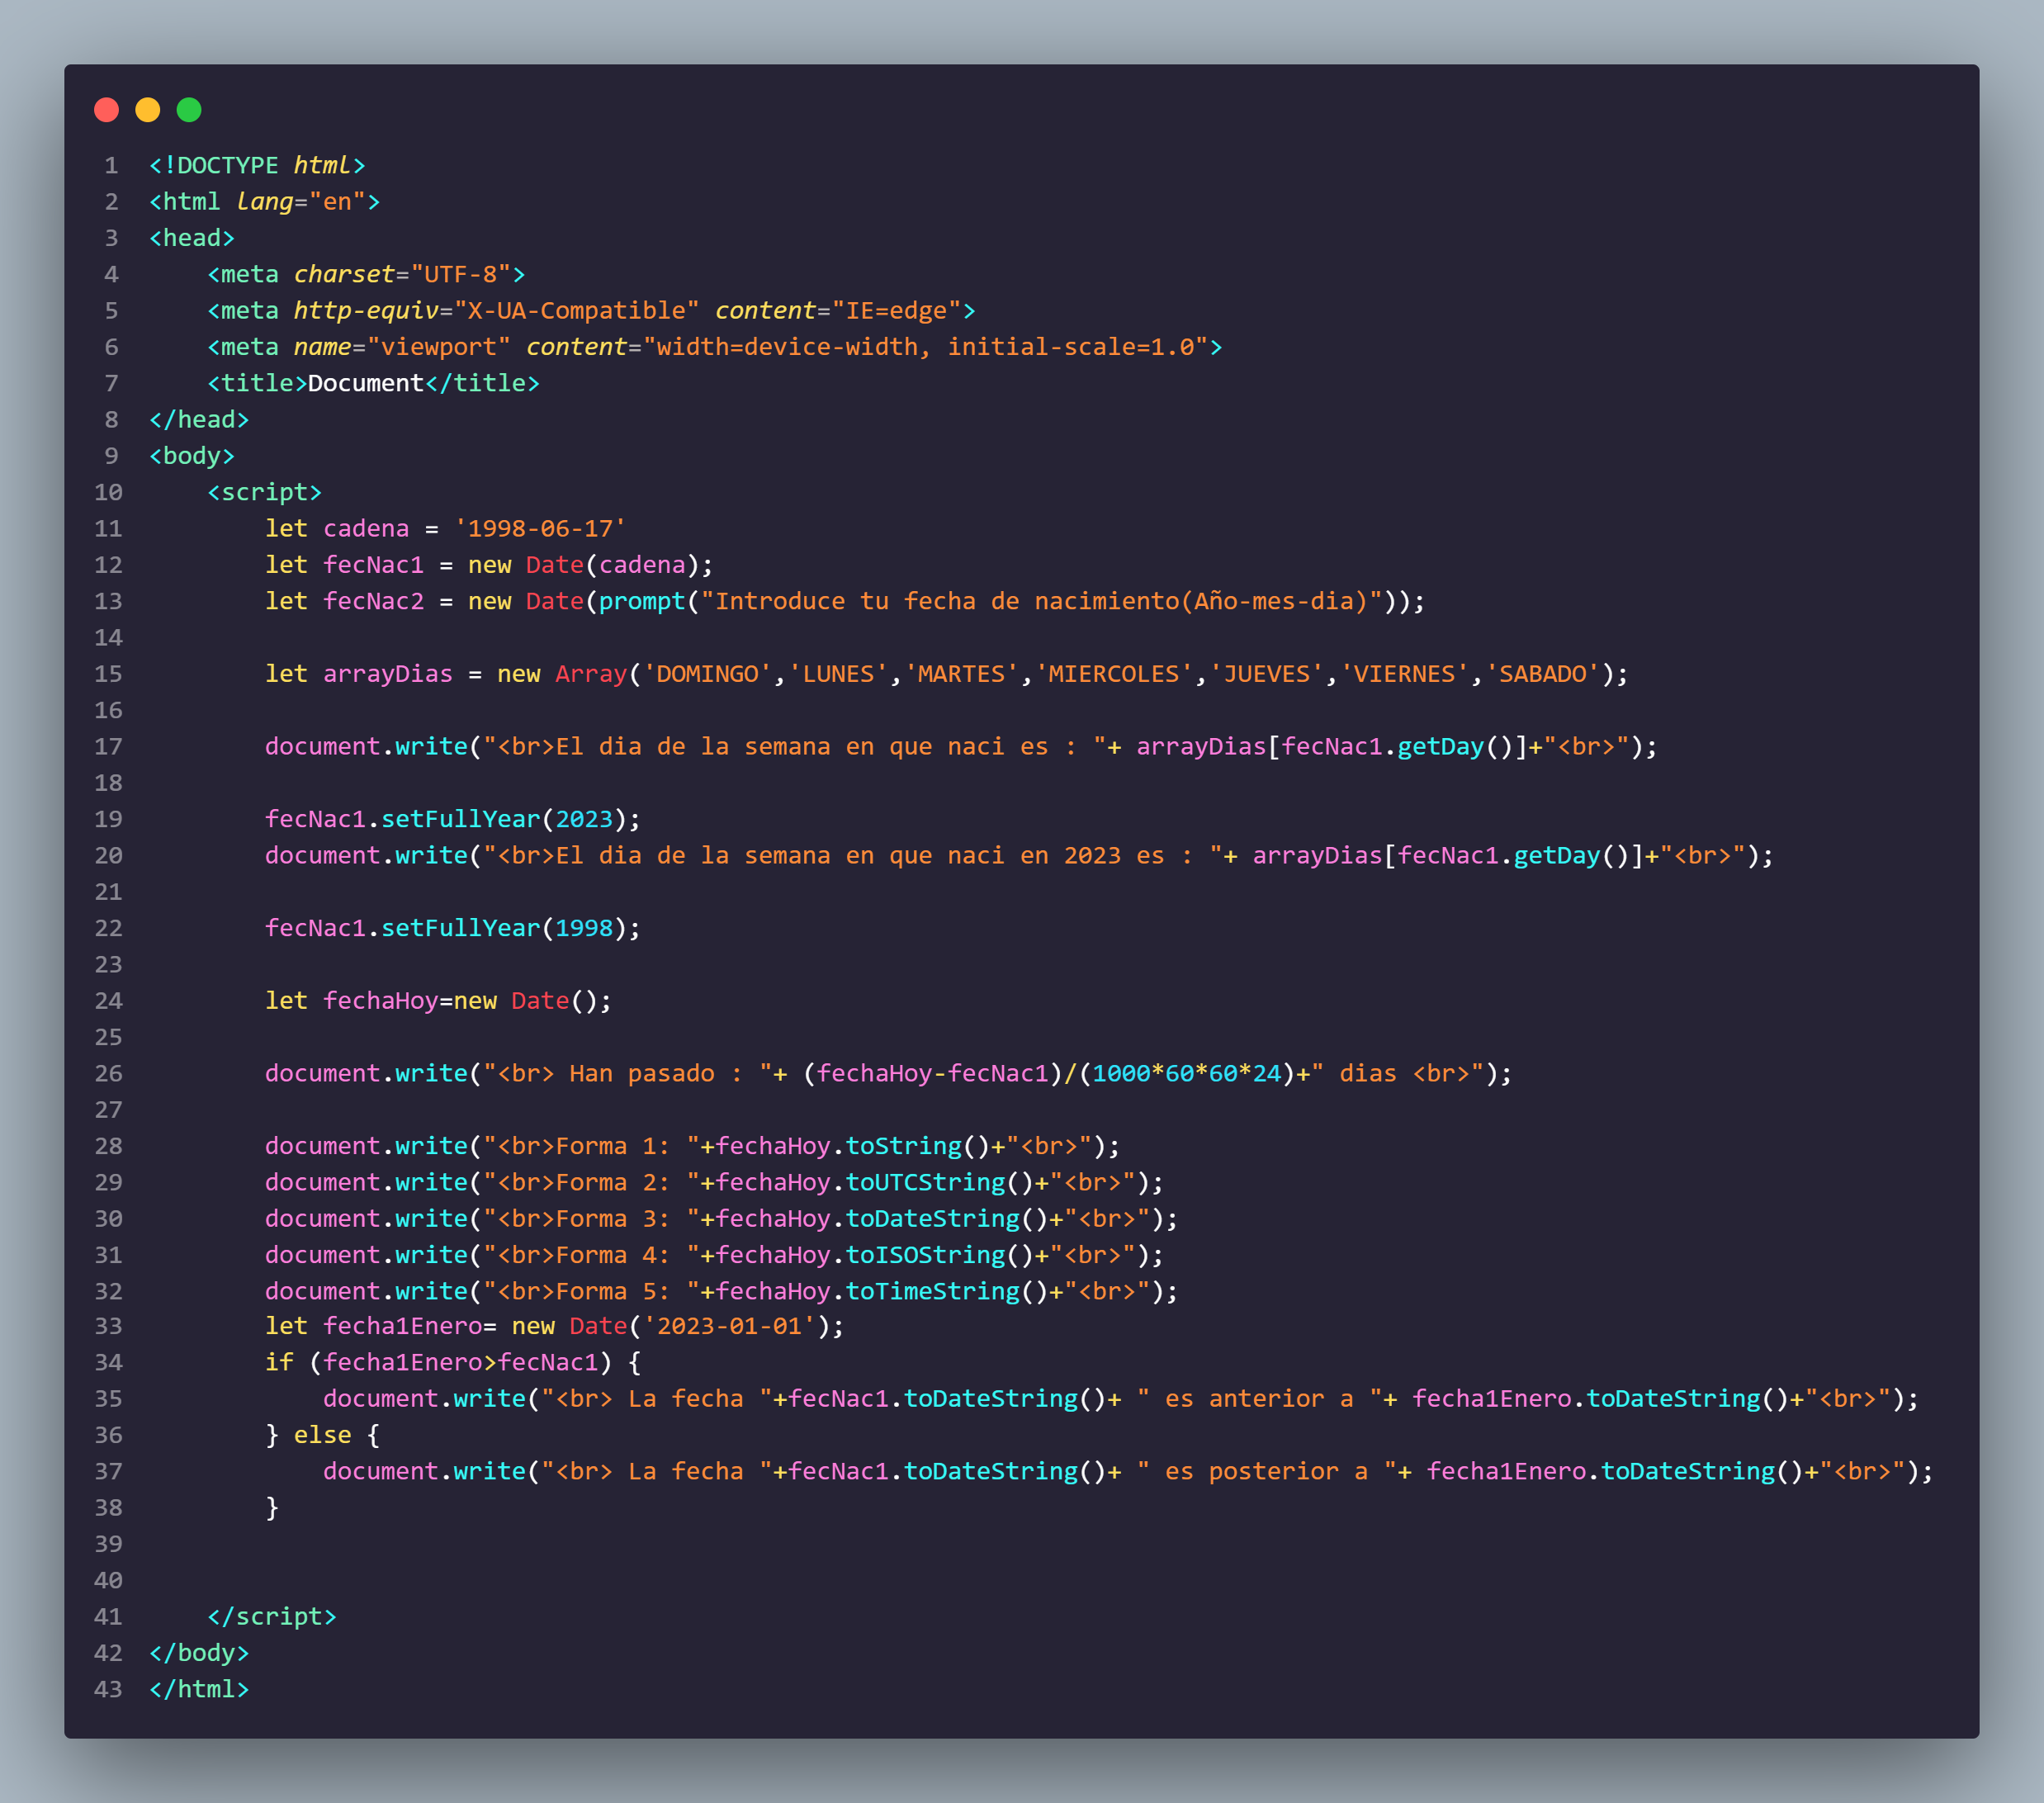 1 <!DOCTYPE html>
2 <html lang="en">
3 <head>
4     <meta charset="UTF-8">
5     <meta http-equiv="X-UA-Compatible" content="IE=edge">
6     <meta name="viewport" content="width=device-width, initial-scale=1.0">
7     <title>Document</title>
8 </head>
9 <body>
10     <script>
11         let cadena = '1998-06-17'
12         let fecNac1 = new Date(cadena);
13         let fecNac2 = new Date(prompt("Introduce tu fecha de nacimiento(Año-mes-dia)"));
14
15         let arrayDias = new Array('DOMINGO','LUNES','MARTES','MIERCOLES','JUEVES','VIERNES','SABADO');
16
17         document.write("<br>El dia de la semana en que naci es : "+ arrayDias[fecNac1.getDay()]+"<br>");
18
19         fecNac1.setFullYear(2023);
20         document.write("<br>El dia de la semana en que naci en 2023 es : "+ arrayDias[fecNac1.getDay()]+"<br>");
21
22         fecNac1.setFullYear(1998);
23
24         let fechaHoy=new Date();
25
26         document.write("<br> Han pasado : "+ (fechaHoy-fecNac1)/(1000*60*60*24)+" dias <br>");
27
28         document.write("<br>Forma 1: "+fechaHoy.toString()+"<br>");
29         document.write("<br>Forma 2: "+fechaHoy.toUTCString()+"<br>");
30         document.write("<br>Forma 3: "+fechaHoy.toDateString()+"<br>");
31         document.write("<br>Forma 4: "+fechaHoy.toISOString()+"<br>");
32         document.write("<br>Forma 5: "+fechaHoy.toTimeString()+"<br>");
33         let fecha1Enero= new Date('2023-01-01');
34         if (fecha1Enero>fecNac1) {
35             document.write("<br> La fecha "+fecNac1.toDateString()+ " es anterior a "+ fecha1Enero.toDateString()+"<br>");
36         } else {
37             document.write("<br> La fecha "+fecNac1.toDateString()+ " es posterior a "+ fecha1Enero.toDateString()+"<br>");
38         }
39
40
41     </script>
42 </body>
43 </html>